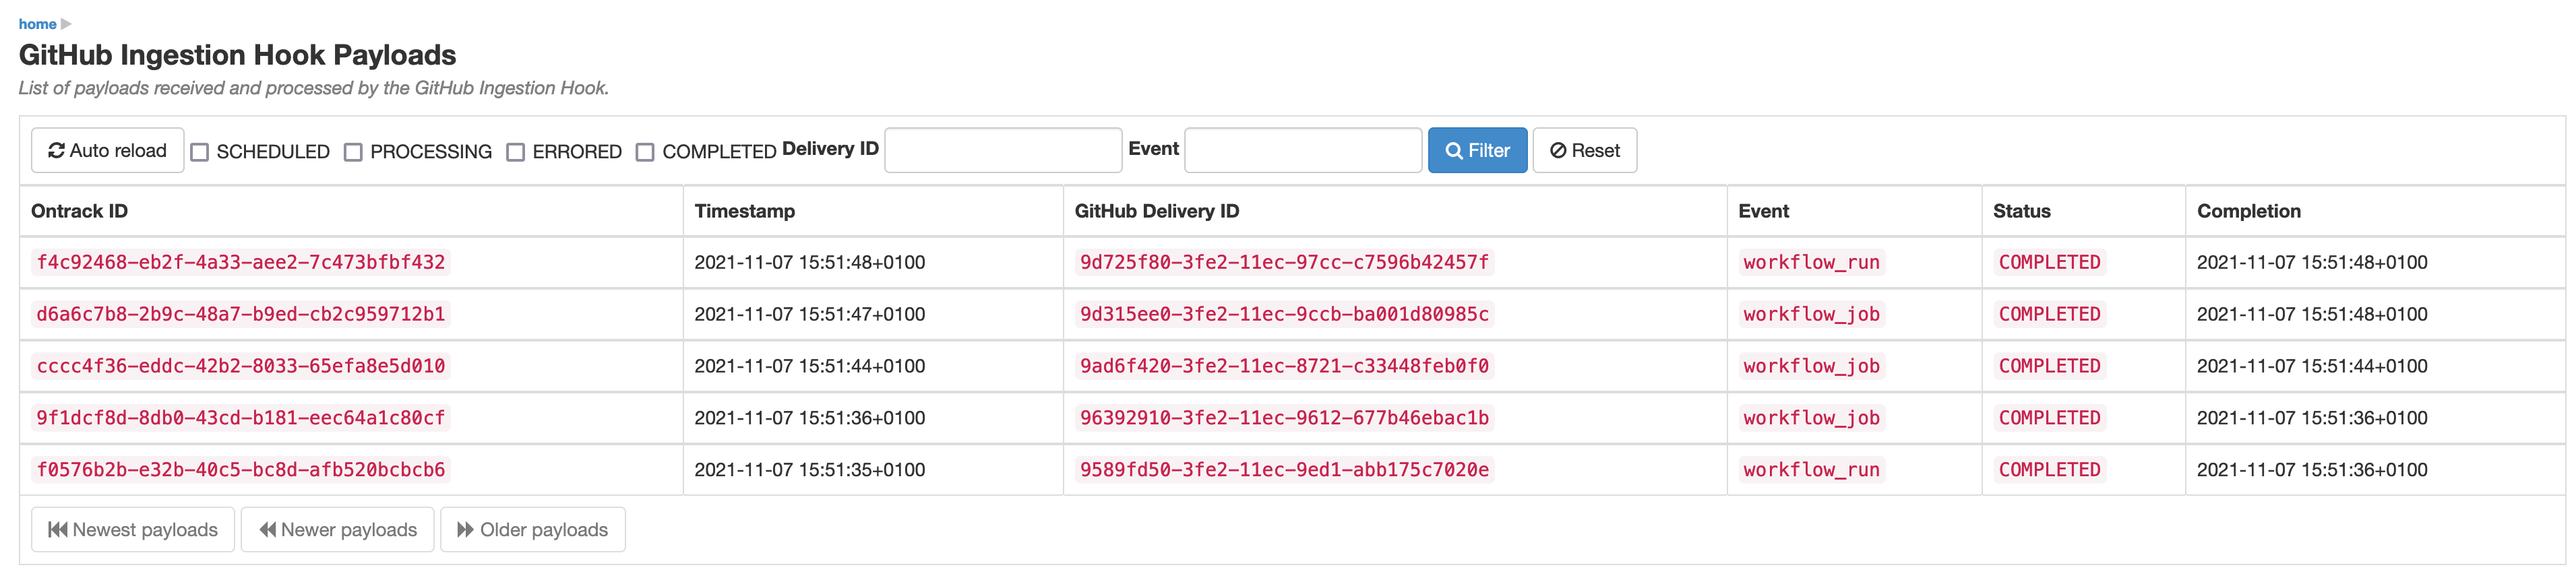 home
GitHub Ingestion Hook Payloads
List of payloads received and processed by the GitHub Ingestion Hook.
Auto reload SCHEDULED PROCESSING ERRORED COMPLETED Delivery ID Event Filter Reset
Ontrack ID Timestamp GitHub Delivery ID Event Status Completion
f4c92468-eb2f-4a33-aee2-7c473bfbf432 2021-11-07 15:51:48+0100 9d725f80-3fe2-11ec-97cc-c7596b42457f workflow_run COMPLETED 2021-11-07 15:51:48+0100
d6a6c7b8-2b9c-48a7-b9ed-cb2c959712b1 2021-11-07 15:51:47+0100 9d315ee0-3fe2-11ec-9ccb-ba001d80985c workflow_job COMPLETED 2021-11-07 15:51:48+0100
cccc4f36-eddc-42b2-8033-65efa8e5d010 2021-11-07 15:51:44+0100 9ad6f420-3fe2-11ec-8721-c33448feb0f0 workflow_job COMPLETED 2021-11-07 15:51:44+0100
9f1dcf8d-8db0-43cd-b181-eec64a1c80cf 2021-11-07 15:51:36+0100 96392910-3fe2-11ec-9612-677b46ebac1b workflow_job COMPLETED 2021-11-07 15:51:36+0100
f0576b2b-e32b-40c5-bc8d-afb520bcbcb6 2021-11-07 15:51:35+0100 9589fd50-3fe2-11ec-9ed1-abb175c7020e workflow_run COMPLETED 2021-11-07 15:51:36+0100
Newest payloads Newer payloads Older payloads